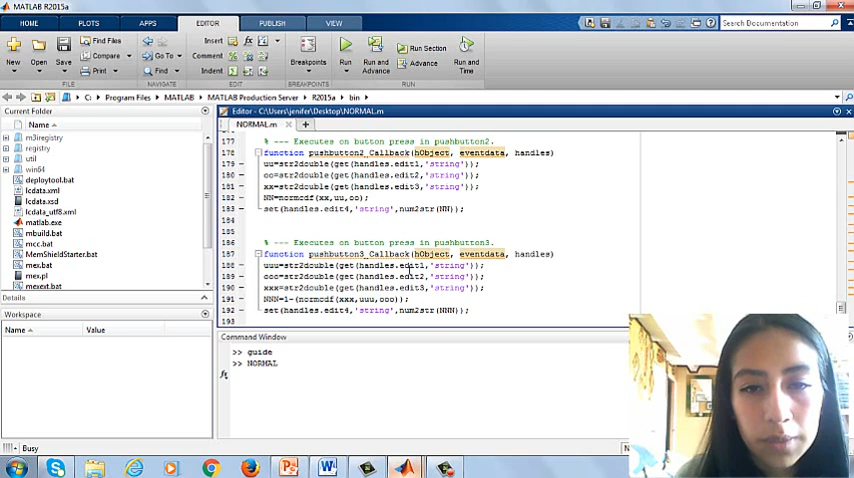 MATLAB R2015a
HOME PLOTS APPS EDITOR PUBLISH VIEW
Search Documentation
New Open Save Find Files Compare Print
Go To Find
Insert Comment Indent
Breakpoints
Run Run and Advance Run Section Advance Run and Time
FILE NAVIGATE EDIT BREAKPOINTS RUN
C: Program Files MATLAB MATLAB Production Server R2015a bin
Current Folder
Name
m3iregistry
registry
util
win64
deploytool.bat
lcdata.xml
lcdata.xsd
lcdata_utf8.xml
matlab.exe
mbuild.bat
mcc.bat
MemShieldStarter.bat
mex.bat
mex.pl
mexext.bat
Details
Workspace
Name Value
Busy
Editor - C:\Users\jenifer\Desktop\NORMAL.m
NORMAL.m
177 % --- Executes on button press in pushbutton2.
178 function pushbutton2_Callback(hObject, eventdata, handles)
179 uu=str2double(get(handles.edit1,'string'));
180 oo=str2double(get(handles.edit2,'string'));
181 xx=str2double(get(handles.edit3,'string'));
182 NN=normcdf(xx,uu,oo);
183 set(handles.edit4,'string',num2str(NN));
184
185
186 % --- Executes on button press in pushbutton3.
187 function pushbutton3_Callback(hObject, eventdata, handles)
188 uuu=str2double(get(handles.edit1,'string'));
189 ooo=str2double(get(handles.edit2,'string'));
190 xxx=str2double(get(handles.edit3,'string'));
191 NNN=1-(normcdf(xxx,uuu,ooo));
192 set(handles.edit4,'string',num2str(NNN));
193
Command Window
>> guide
>> NORMAL
fx